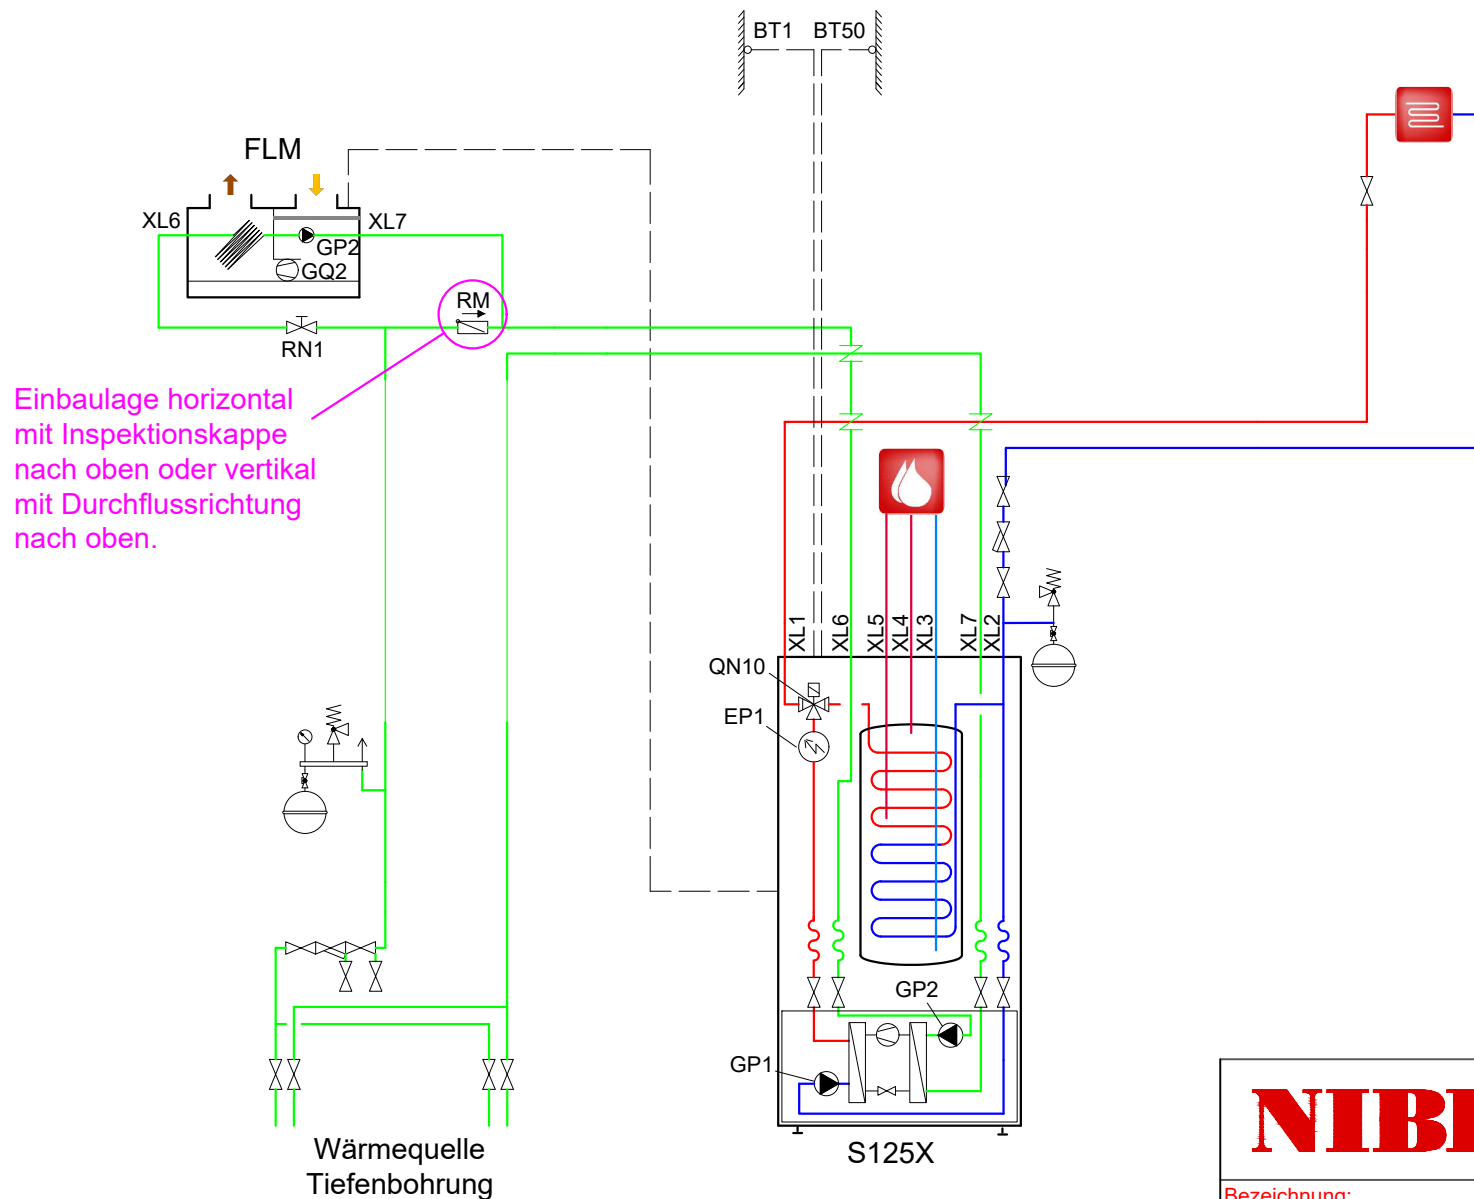 BT1 BT50
FLM
XL6 XL7
GP2
GQ2
RM
RN1
Einbaulage horizontal
mit Inspektionskappe
nach oben oder vertikal
mit Durchflussrichtung
nach oben.
XL1 XL6 XL5 XL4 XL3 XL7 XL2
QN10
EP1
GP2
GP1
S125X
Wärmequelle
Tiefenbohrung
NIBE
Bezeichnung: